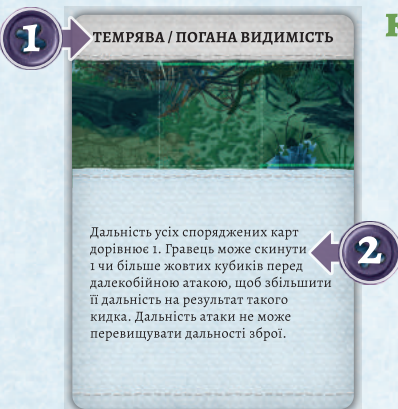 1
ТЕМРЯВА / ПОГАНА ВИДИМІСТЬ
Дальність усіх споряджених карт
дорівнює 1. Гравець може скинути
1 чи більше жовтих кубиків перед
далекобійною атакою, щоб збільшити
її дальність на результат такого
кидка. Дальність атаки не може
перевищувати дальності зброї.
2